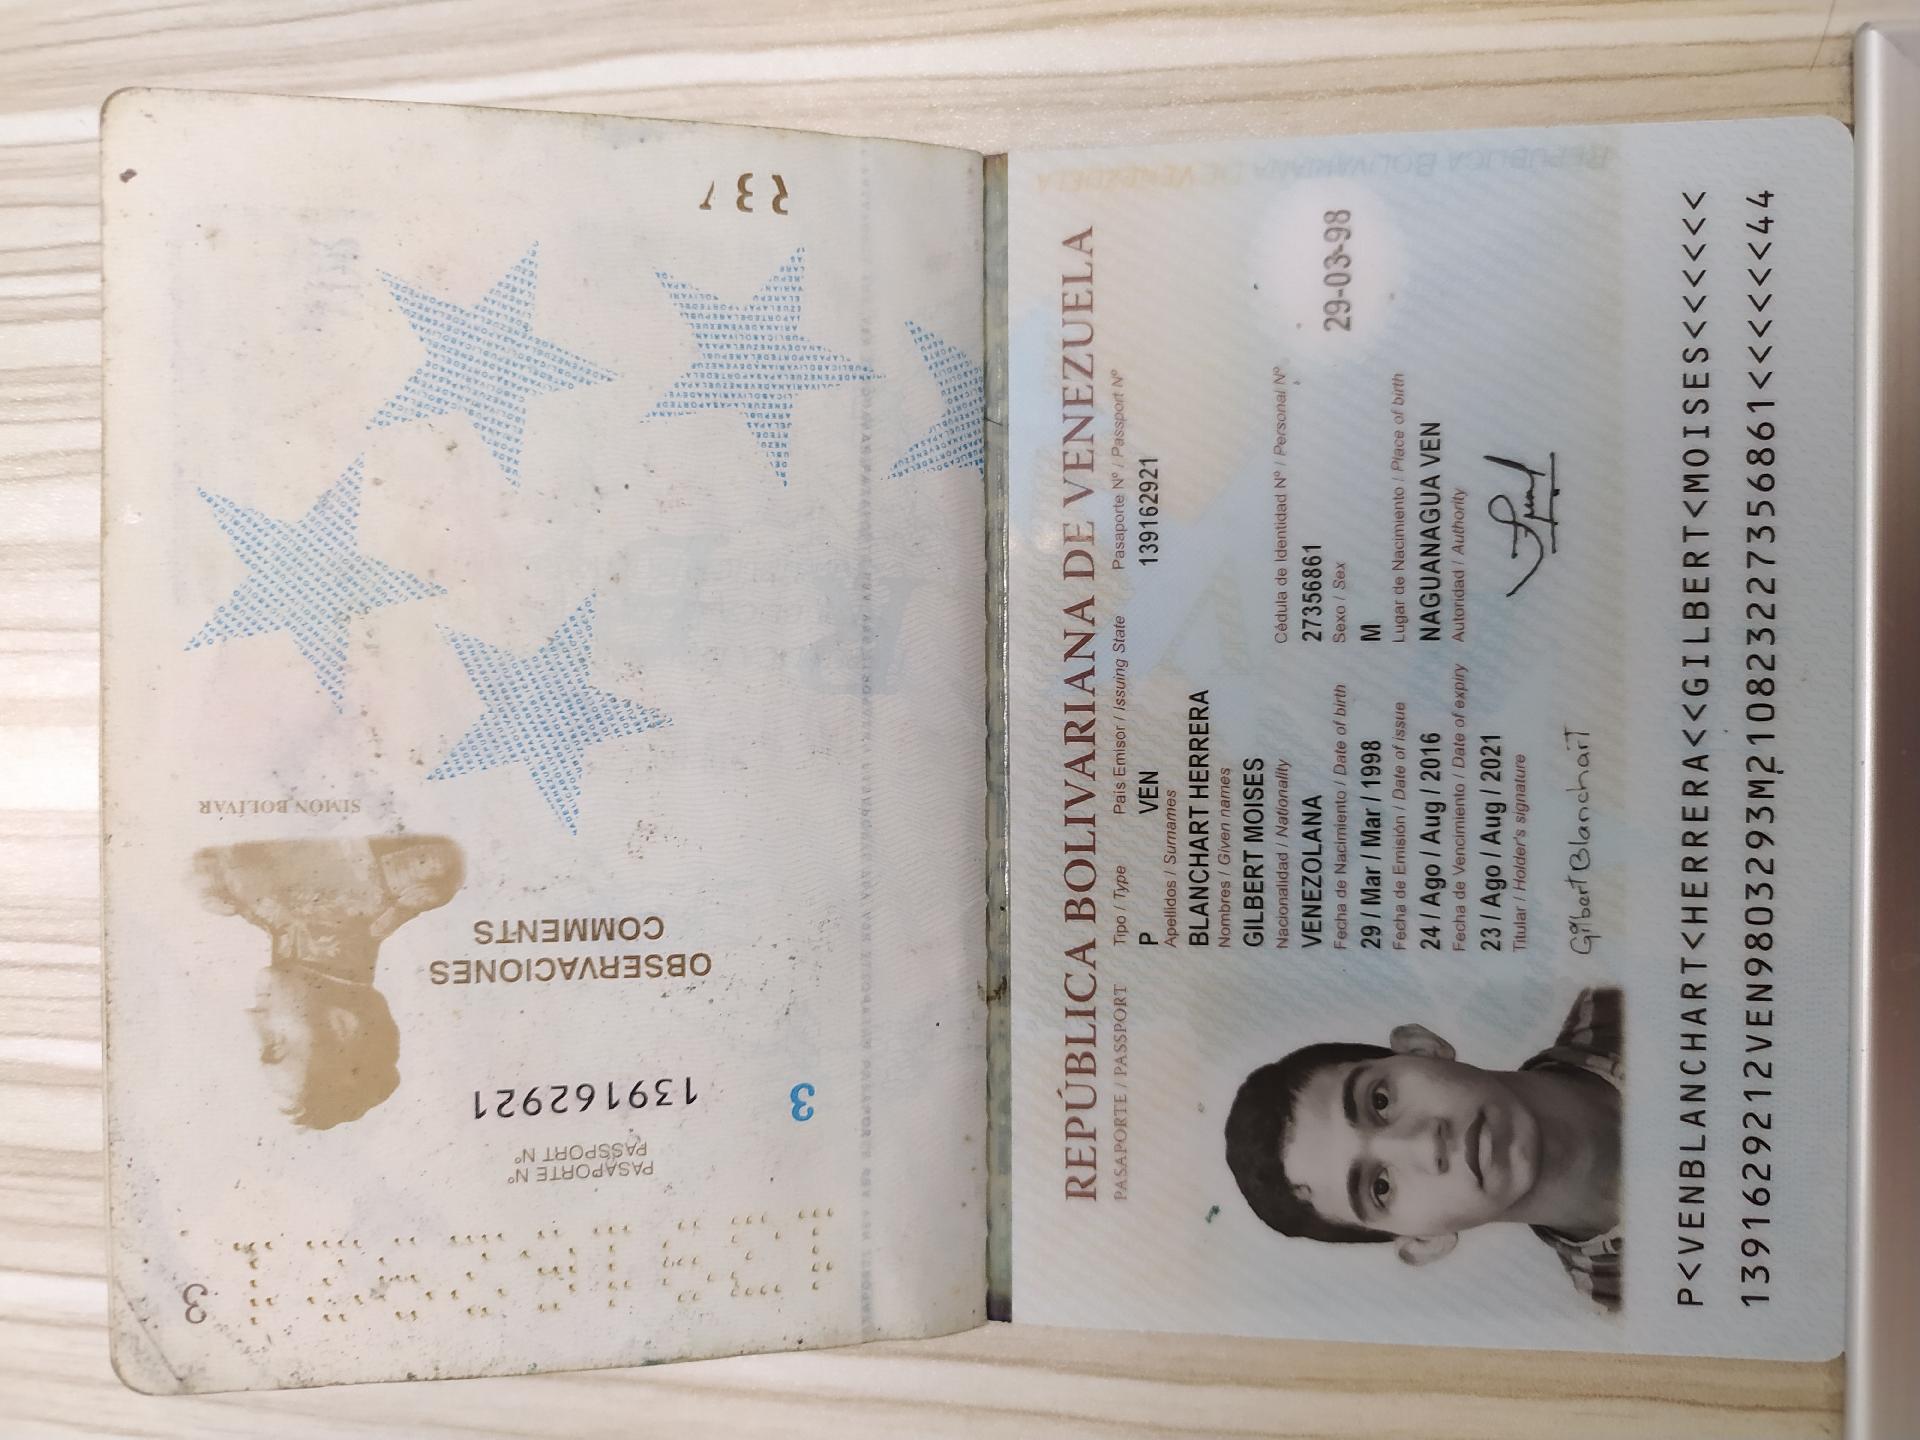 REPÚBLICA BOLIVARIANA DE VENEZUELA
PASAPORTE / PASSPORT
Tipo / Type
País Emisor / Issuing State
Pasaporte Nº / Passport Nº
P
VEN
139162921
Apellidos / Surnames
BLANCHART HERRERA
Nombres / Given names
GILBERT MOISES
Nacionalidad / Nationality
Cédula de Identidad Nº / Personal Nº
VENEZOLANA
27356861
Fecha de Nacimiento / Date of birth
Sexo / Sex
29-03-98
29 / Mar / Mar / 1998
M
Fecha de Emisión / Date of issue
Lugar de Nacimiento / Place of birth
24 / Ago / Aug / 2016
NAGUANAGUA VEN
Fecha de Vencimiento / Date of expiry
Autoridad / Authority
23 / Ago / Aug / 2021
Titular / Holder's signature
Gilbert Blanchart
P<VENBLANCHART<HERRERA<<GILBERT<MOISES<<<<<<
1391629212VEN9803293M210823227356861<<<<<<44
REPÚBLICA BOLIVARIANA DE VENEZUELA
3
PASAPORTE Nº
PASSPORT Nº
139162921
3
OBSERVACIONES
COMMENTS
SIMÓN BOLÍVAR